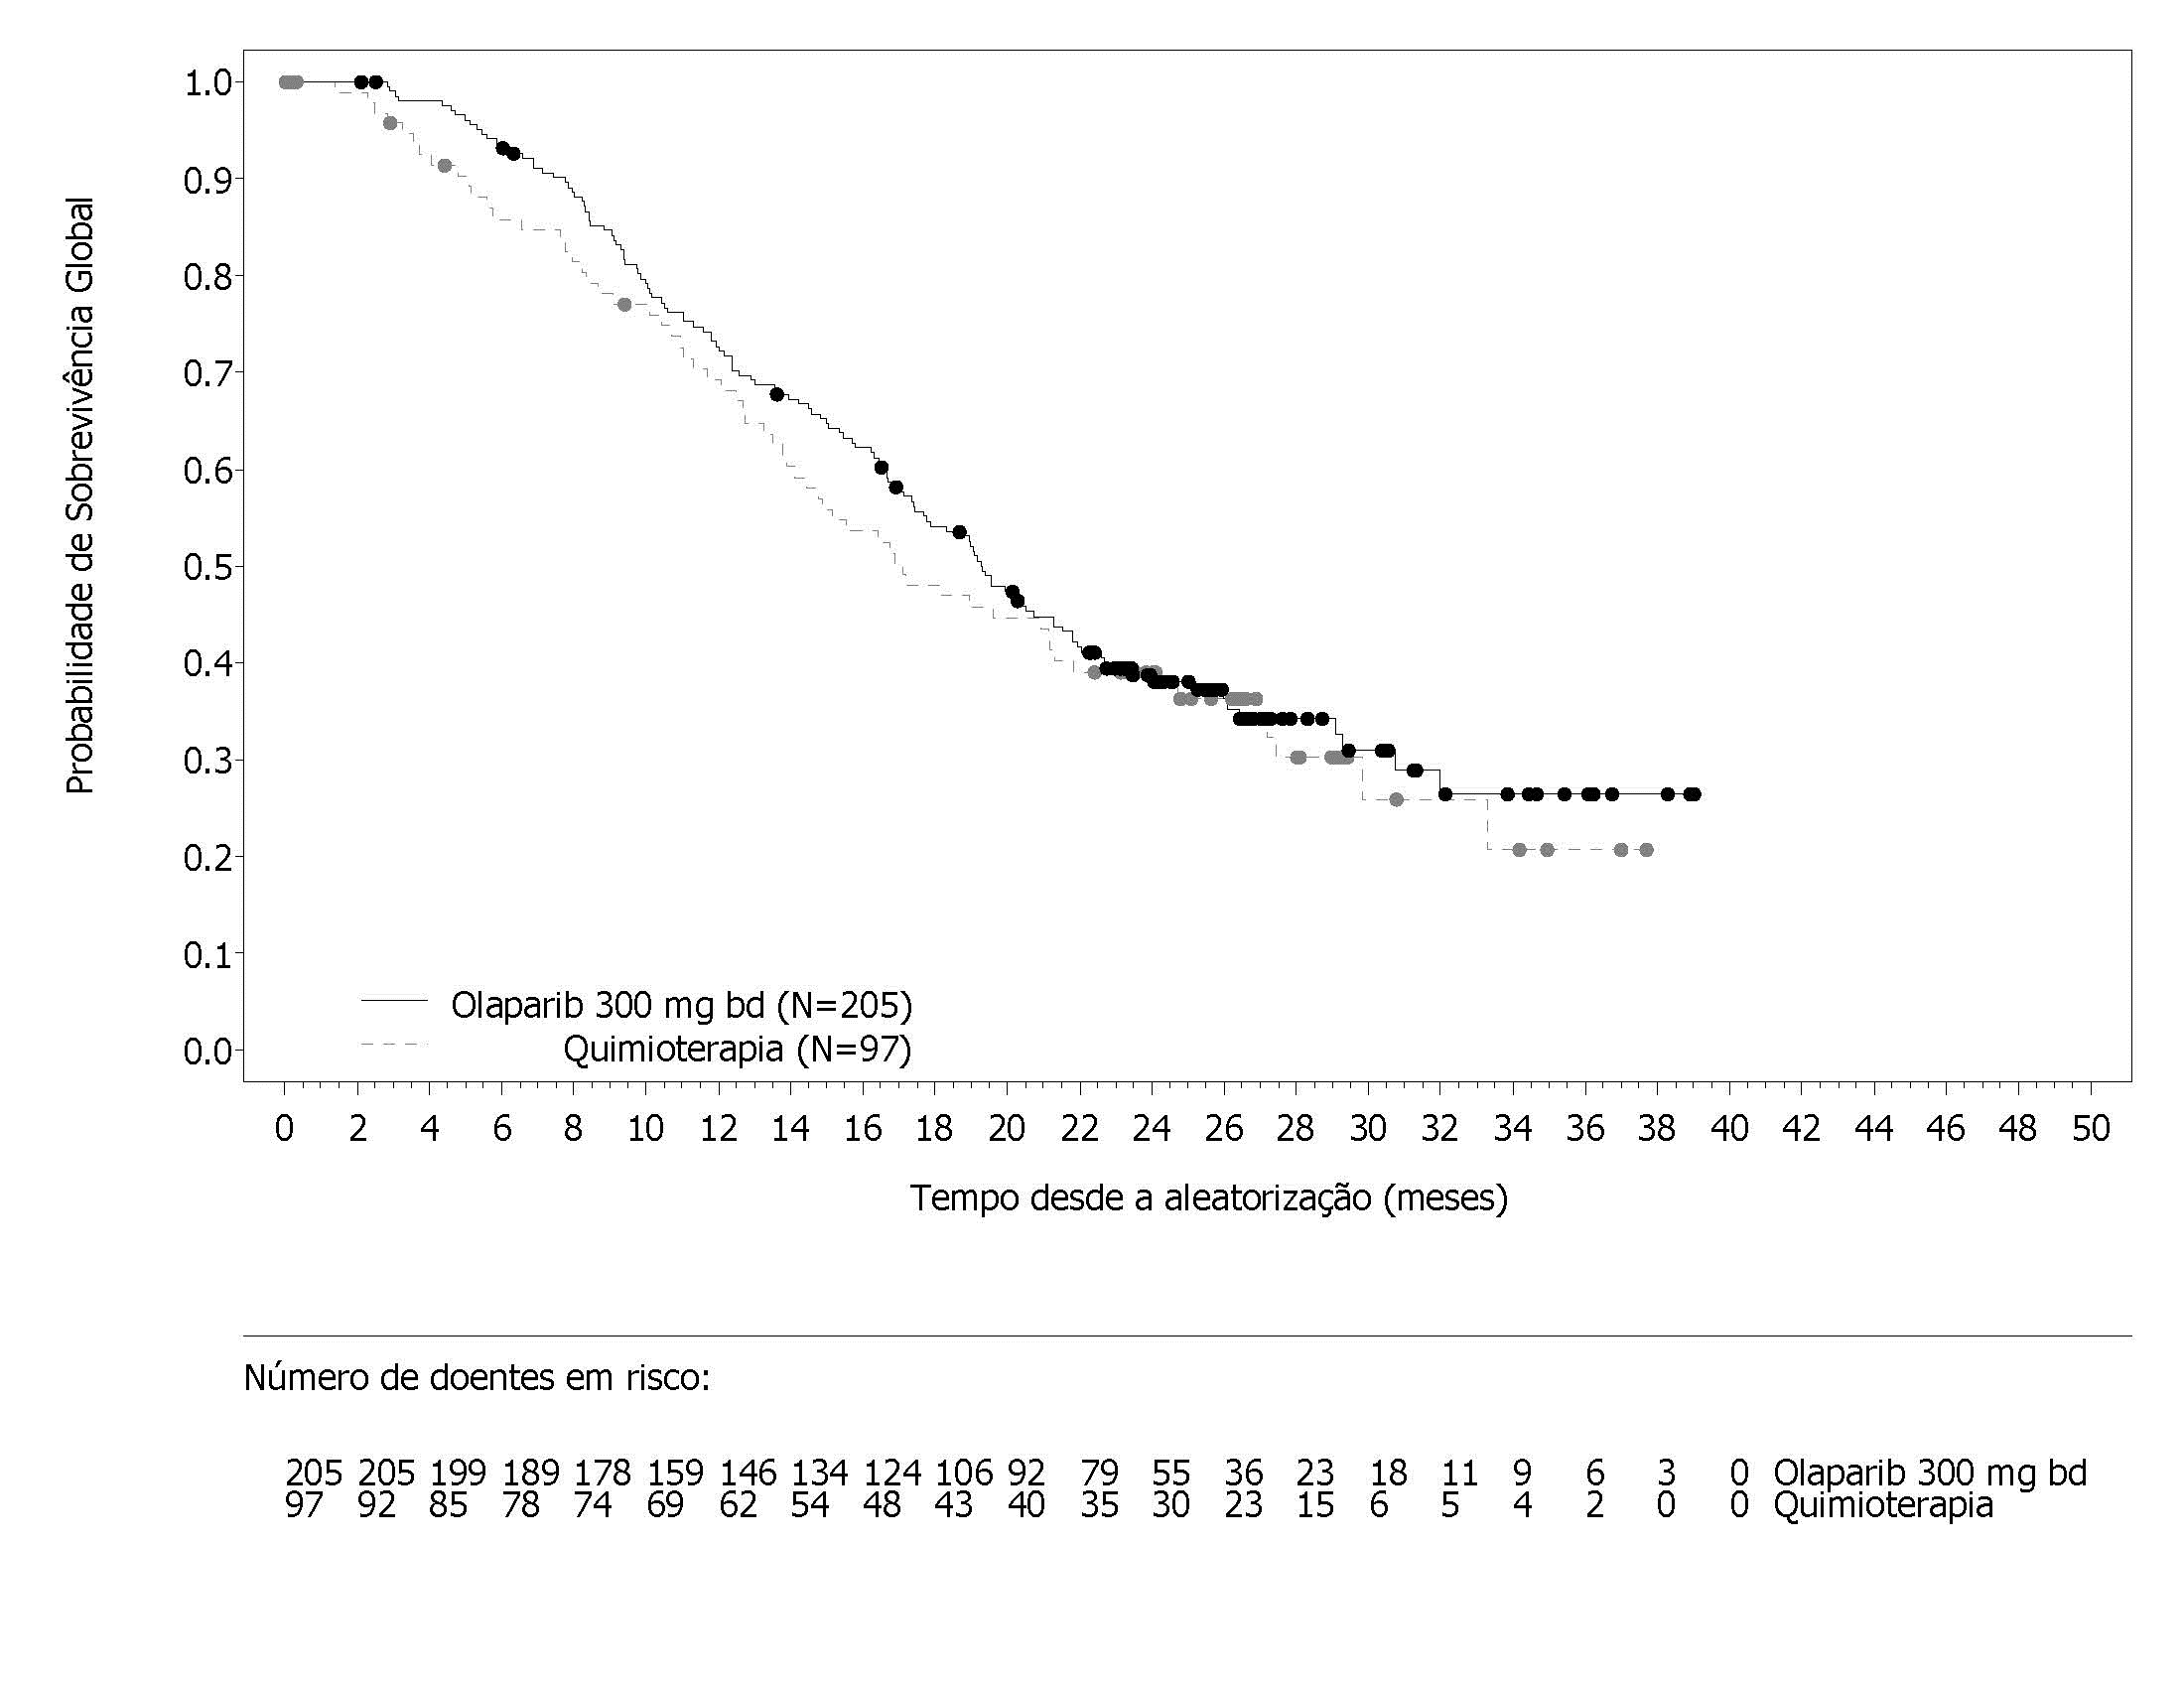 Probabilidade de Sobrevivência Global
1.0
0.9
0.8
0.7
0.6
0.5
0.4
0.3
0.2
0.1
0.0
Olaparib 300 mg bd (N=205)
Quimioterapia (N=97)
0 2 4 6 8 10 12 14 16 18 20 22 24 26 28 30 32 34 36 38 40 42 44 46 48 50
Tempo desde a aleatorização (meses)
Número de doentes em risco:
205 205 199 189 178 159 146 134 124 106 92 79 55 36 23 18 11 9 6 3 0 Olaparib 300 mg bd
97 92 85 78 74 69 62 54 48 43 40 35 30 23 15 6 5 4 2 0 0 Quimioterapia